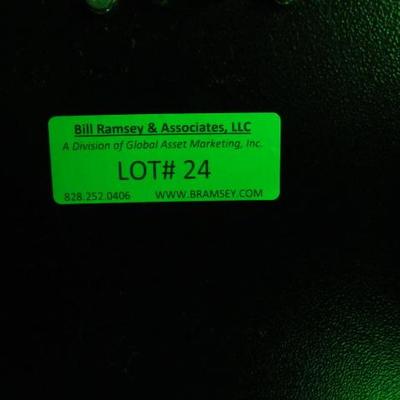 Bill Ramsey & Associates, LLC
A Division of Global Asset Marketing, Inc.
LOT# 24
828.252.0406 WWW.BRAMSEY.COM